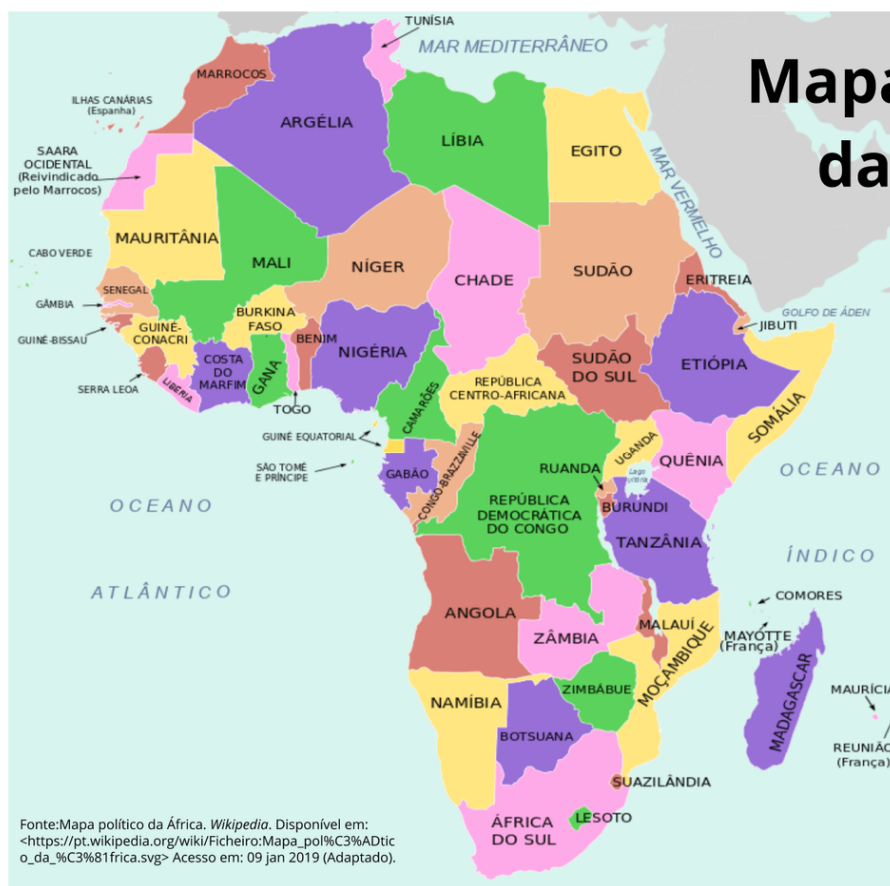 Mapa
da
TUNÍSIA
MAR MEDITERRÂNEO
MARROCOS
ILHAS CANÁRIAS
(Espanha)
ARGÉLIA
LÍBIA
EGITO
SAARA
OCIDENTAL
(Reivindicado
pelo Marrocos)
MAR VERMELHO
MAURITÂNIA
CABO VERDE
MALI
NÍGER
CHADE
SUDÃO
ERITREIA
SENEGAL
GÂMBIA
GUINÉ-BISSAU
GUINÉ-
CONACRI
BURKINA
FASO
BENIM
NIGÉRIA
GOLFO DE ÁDEN
JIBUTI
COSTA
DO
MARFIM
GANA
SERRA LEOA
LIBÉRIA
TOGO
CAMARÕES
REPÚBLICA
CENTRO-AFRICANA
SUDÃO
DO SUL
ETIÓPIA
SOMÁLIA
GUINÉ EQUATORIAL
SÃO TOMÉ
E PRÍNCIPE
GABÃO
CONGO-BRAZZAVILLE
UGANDA
QUÊNIA
RUANDA
Lago
Vitória
BURUNDI
REPÚBLICA
DEMOCRÁTICA
DO CONGO
TANZÂNIA
OCEANO
ATLÂNTICO
OCEANO
ÍNDICO
ANGOLA
ZÂMBIA
MALAUÍ
MOÇAMBIQUE
COMORES
MAYOTTE
(França)
MADAGASCAR
MAURÍCIA
REUNIÃO
(França)
NAMÍBIA
ZIMBÁBUE
BOTSUANA
SUAZILÂNDIA
LESOTO
ÁFRICA
DO SUL
Fonte:Mapa político da África. Wikipedia. Disponível em:
<https://pt.wikipedia.org/wiki/Ficheiro:Mapa_pol%C3%ADtic
o_da_%C3%81frica.svg> Acesso em: 09 jan 2019 (Adaptado).